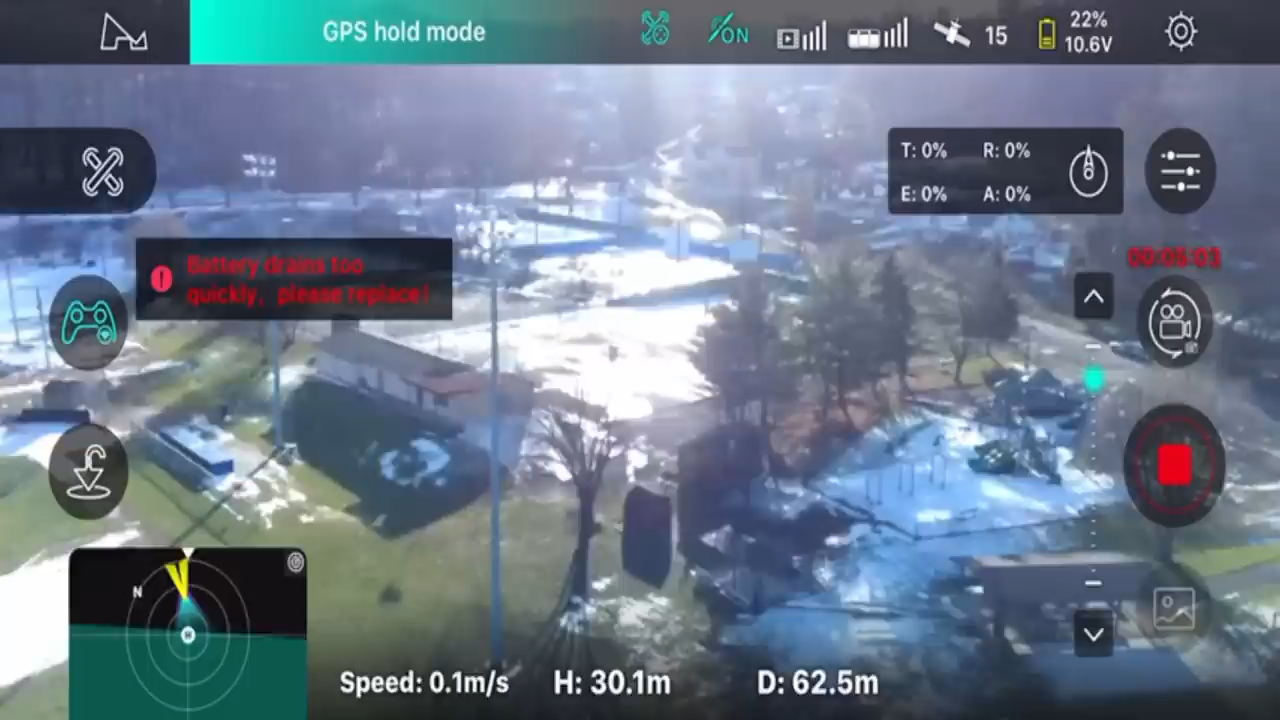 GPS hold mode
ON
15
22%
10.6V
T: 0%
R: 0%
E: 0%
A: 0%
Battery drains too
quickly, please replace!
00:05:03
N
H
Speed: 0.1m/s
H: 30.1m
D: 62.5m